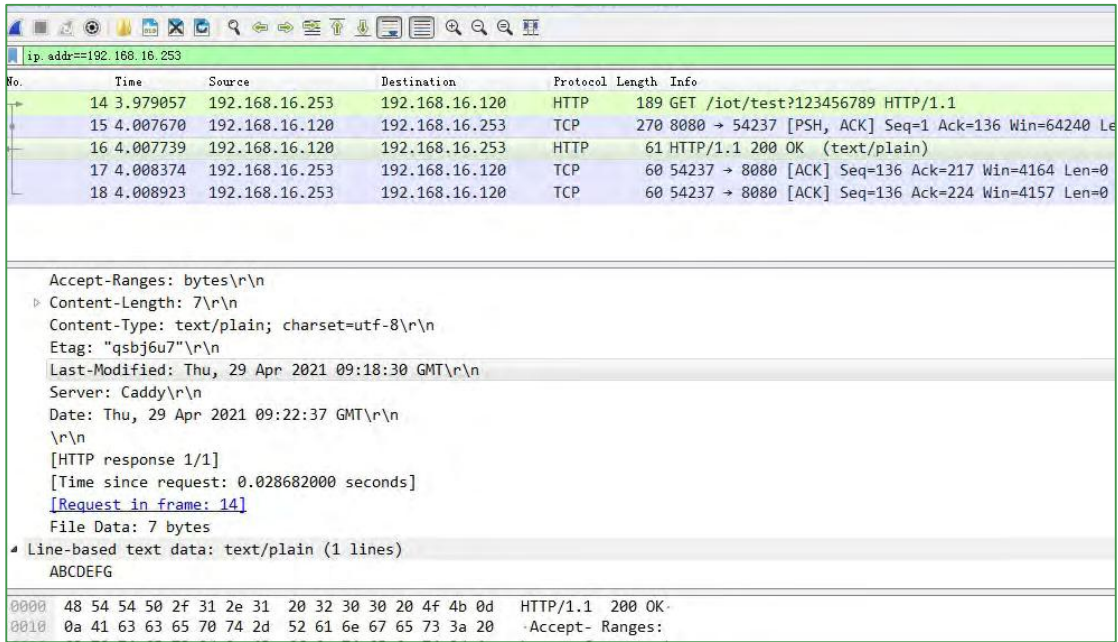 ip.addr==192.168.16.253
No. Time Source Destination Protocol Length Info
14 3.979057 192.168.16.253 192.168.16.120 HTTP 189 GET /iot/test?123456789 HTTP/1.1
15 4.007670 192.168.16.120 192.168.16.253 TCP 270 8080 → 54237 [PSH, ACK] Seq=1 Ack=136 Win=64240 Le
16 4.007739 192.168.16.120 192.168.16.253 HTTP 61 HTTP/1.1 200 OK (text/plain)
17 4.008374 192.168.16.253 192.168.16.120 TCP 60 54237 → 8080 [ACK] Seq=136 Ack=217 Win=4164 Len=0
18 4.008923 192.168.16.253 192.168.16.120 TCP 60 54237 → 8080 [ACK] Seq=136 Ack=224 Win=4157 Len=0
Accept-Ranges: bytes\r\n
Content-Length: 7\r\n
Content-Type: text/plain; charset=utf-8\r\n
Etag: "qsbj6u7"\r\n
Last-Modified: Thu, 29 Apr 2021 09:18:30 GMT\r\n
Server: Caddy\r\n
Date: Thu, 29 Apr 2021 09:22:37 GMT\r\n
\r\n
[HTTP response 1/1]
[Time since request: 0.028682000 seconds]
[Request in frame: 14]
File Data: 7 bytes
Line-based text data: text/plain (1 lines)
ABCDEFG
0000 48 54 54 50 2f 31 2e 31 20 32 30 30 20 4f 4b 0d HTTP/1.1 200 OK·
0010 0a 41 63 63 65 70 74 2d 52 61 6e 67 65 73 3a 20 ·Accept- Ranges: